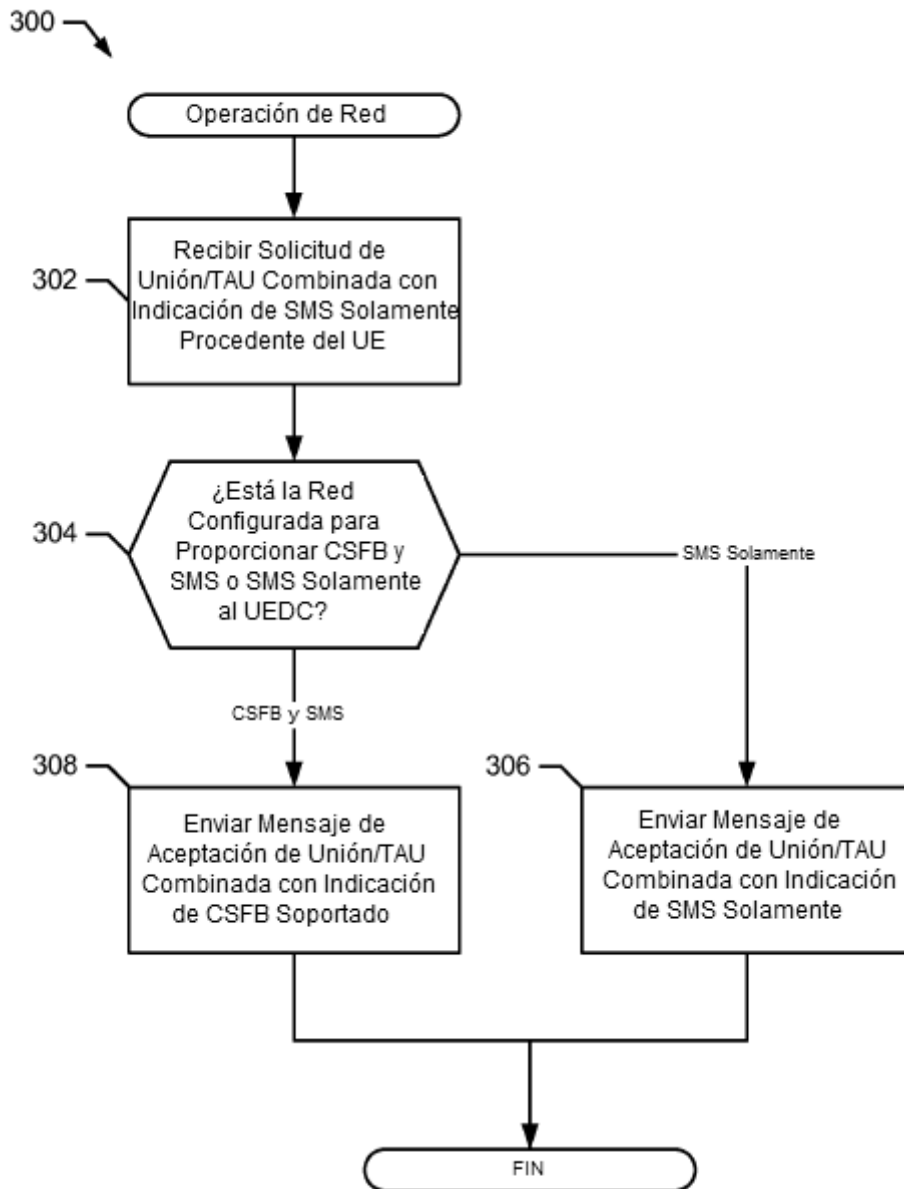 300
Operación de Red
302
Recibir Solicitud de
Unión/TAU Combinada con
Indicación de SMS Solamente
Procedente del UE
304
¿Está la Red
Configurada para
Proporcionar CSFB y
SMS o SMS Solamente
al UEDC?
SMS Solamente
CSFB y SMS
308
Enviar Mensaje de
Aceptación de Unión/TAU
Combinada con Indicación
de CSFB Soportado
306
Enviar Mensaje de
Aceptación de Unión/TAU
Combinada con Indicación
de SMS Solamente
FIN